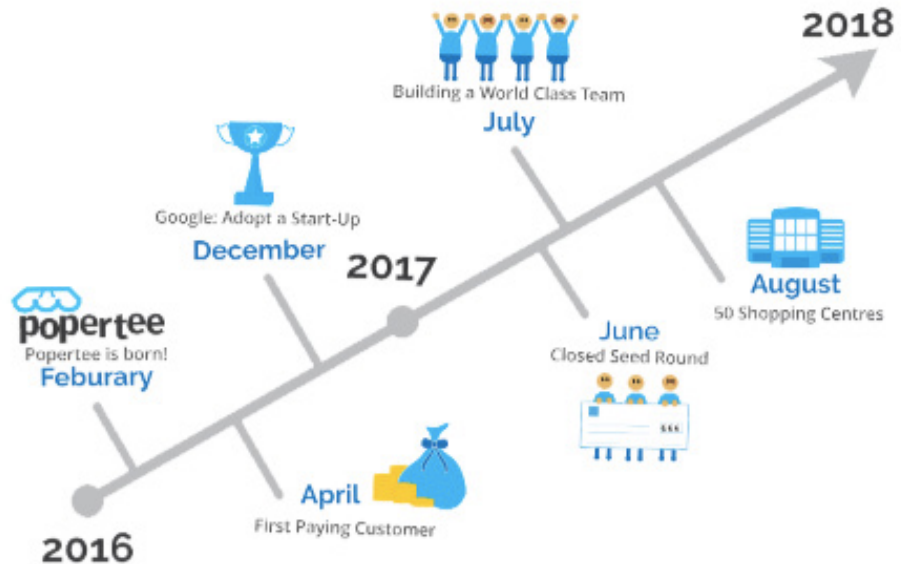 2018
Building a World Class Team
July
Google: Adopt a Start-Up
December
2017
popertee
Popertee is born!
Feburary
August
50 Shopping Centres
June
Closed Seed Round
$$$
April
First Paying Customer
2016